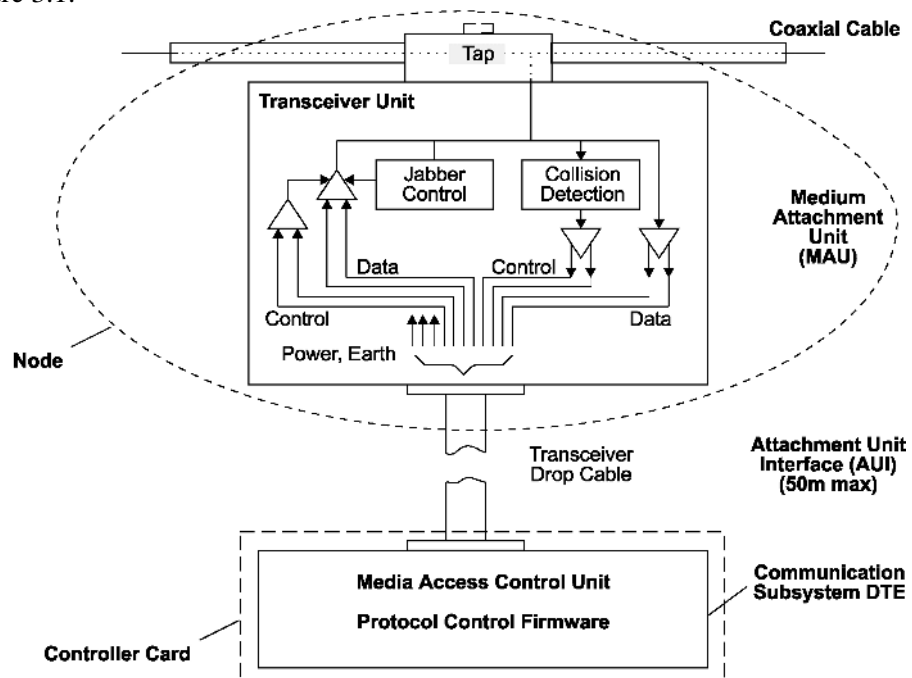 Coaxial Cable
Tap
Transceiver Unit
Jabber
Control
Collision
Detection
Medium
Attachment
Unit
(MAU)
Data
Control
Control
Data
Power, Earth
Node
Transceiver
Drop Cable
Attachment Unit
Interface (AUI)
(50m max)
Media Access Control Unit
Protocol Control Firmware
Communication
Subsystem DTE
Controller Card